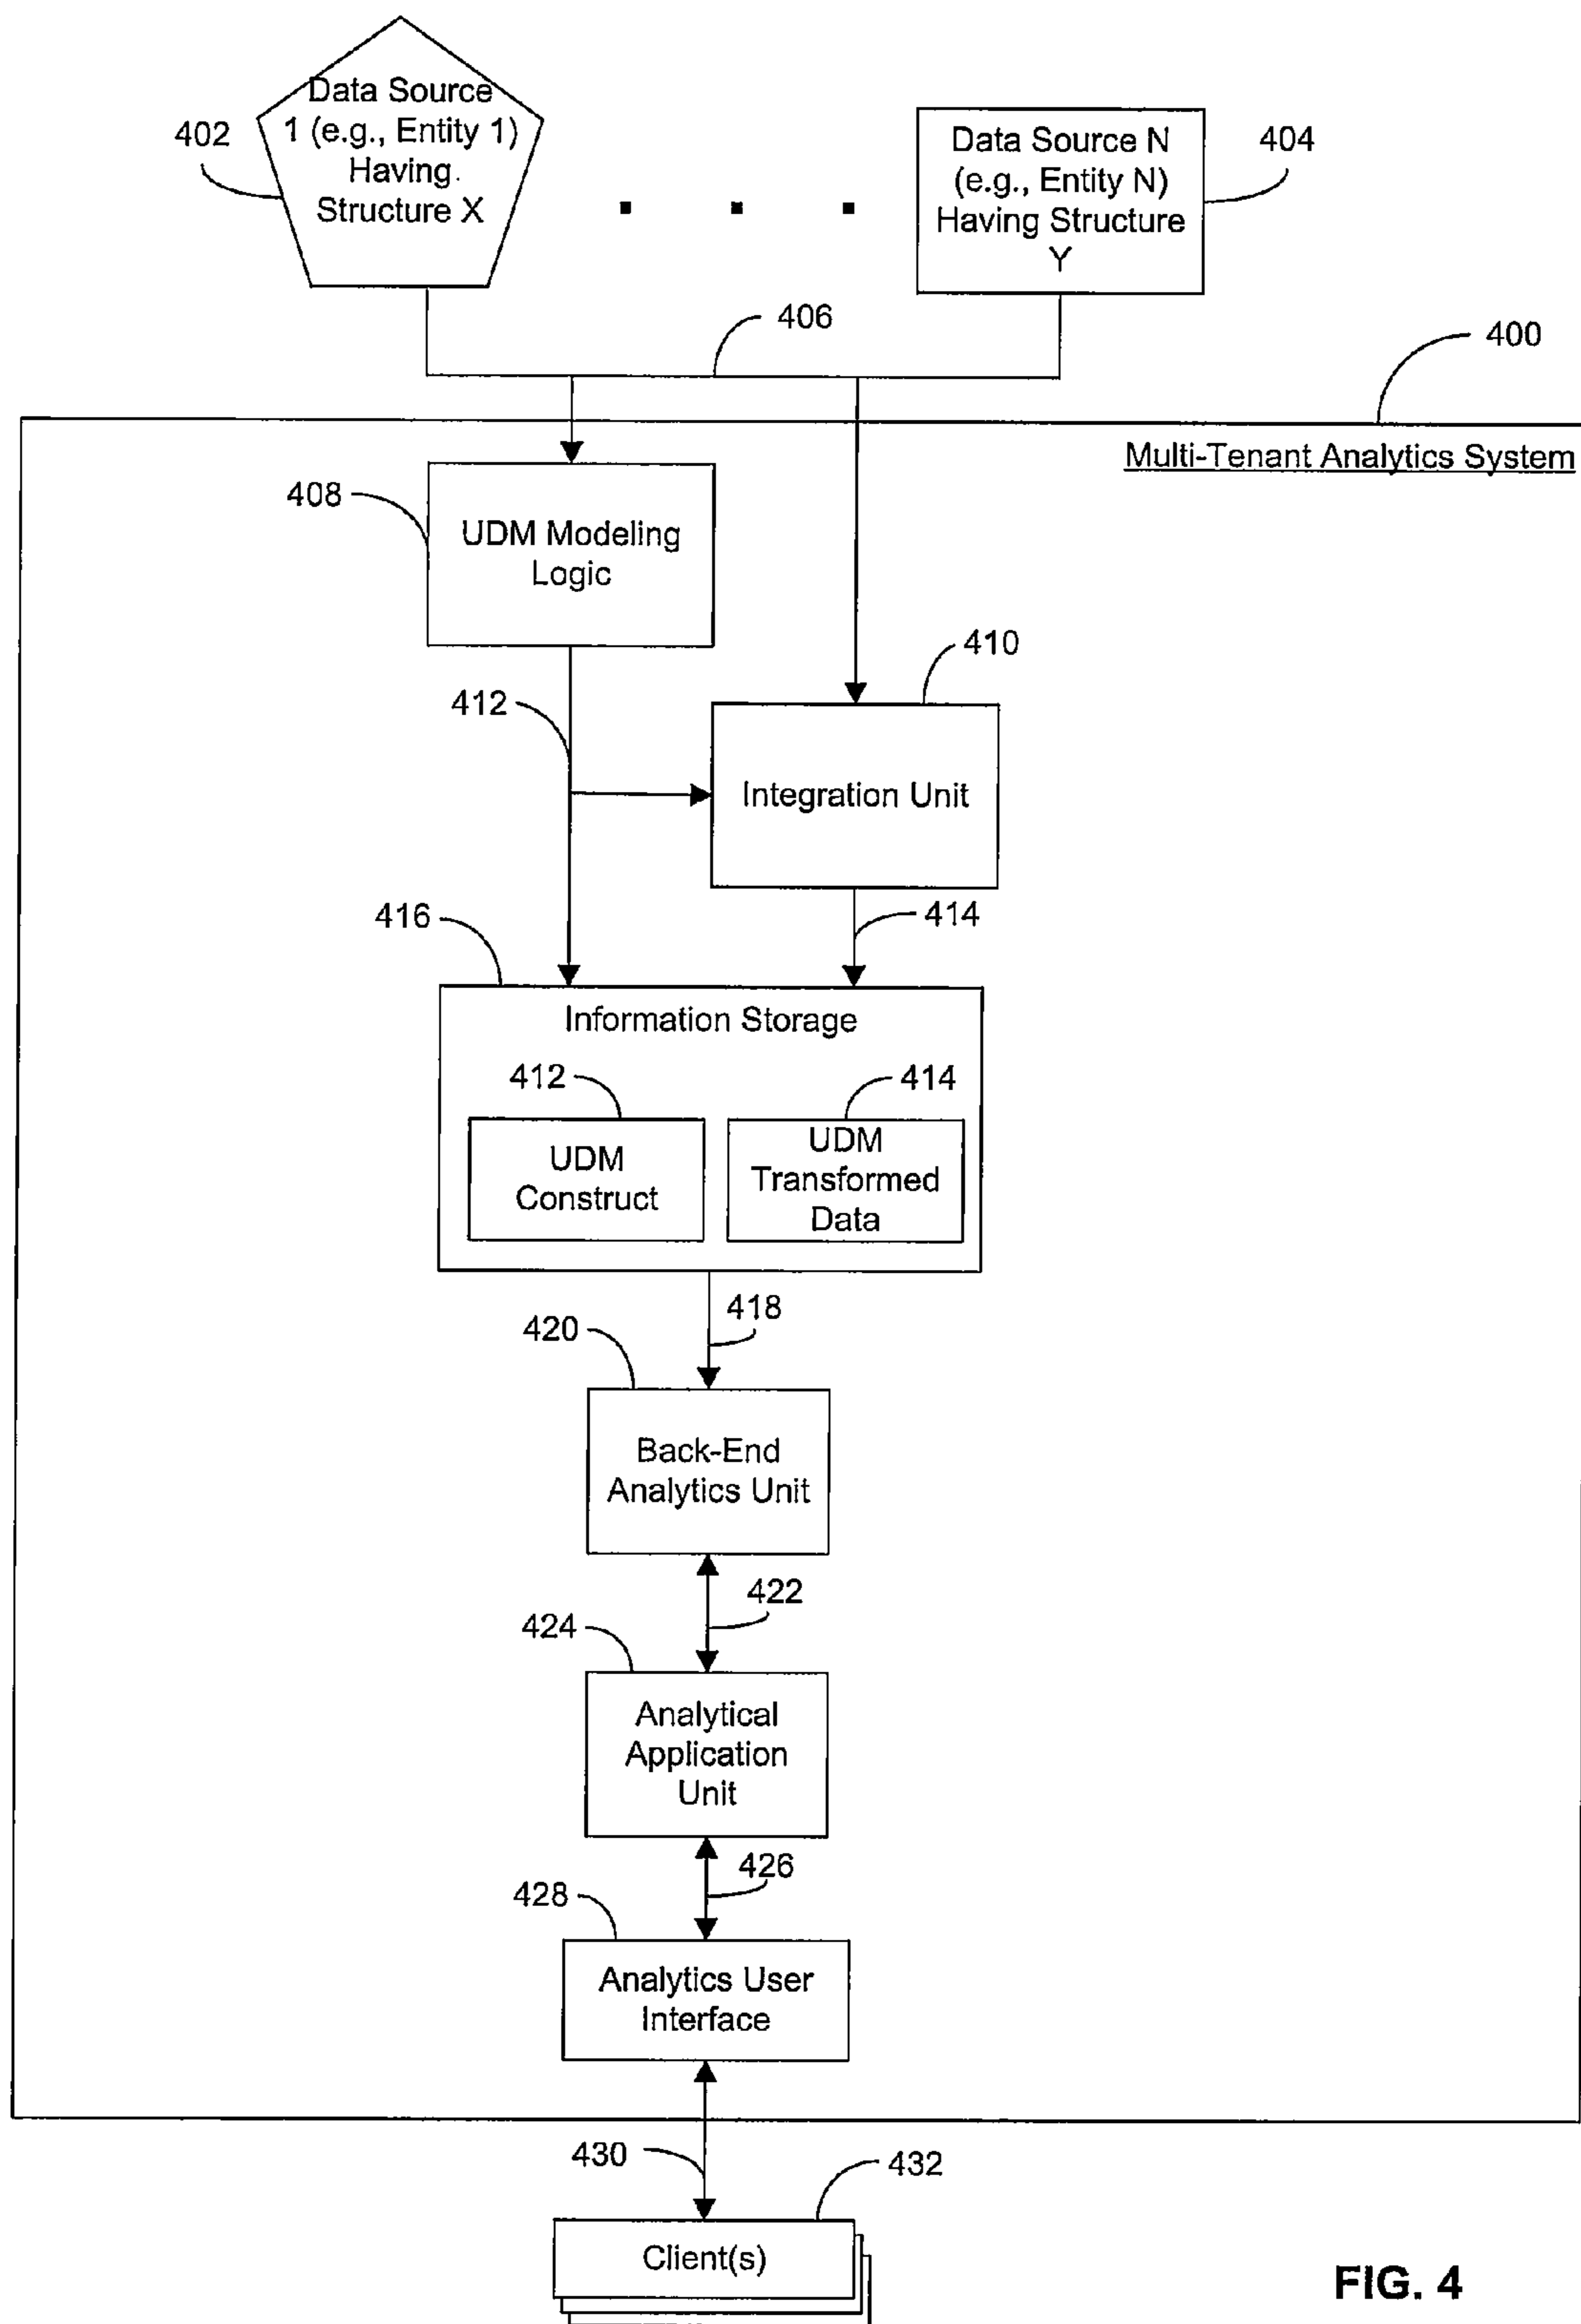 Data Source
1 (e.g., Entity 1)
Having
Structure X
402
Data Source N
(e.g., Entity N)
Having Structure
Y
404
406
400
Multi-Tenant Analytics System
408
UDM Modeling
Logic
410
412
Integration Unit
416
414
Information Storage
412
414
UDM
Construct
UDM
Transformed
Data
418
420
Back-End
Analytics Unit
422
424
Analytical
Application
Unit
426
428
Analytics User
Interface
430
432
Client(s)
FIG. 4